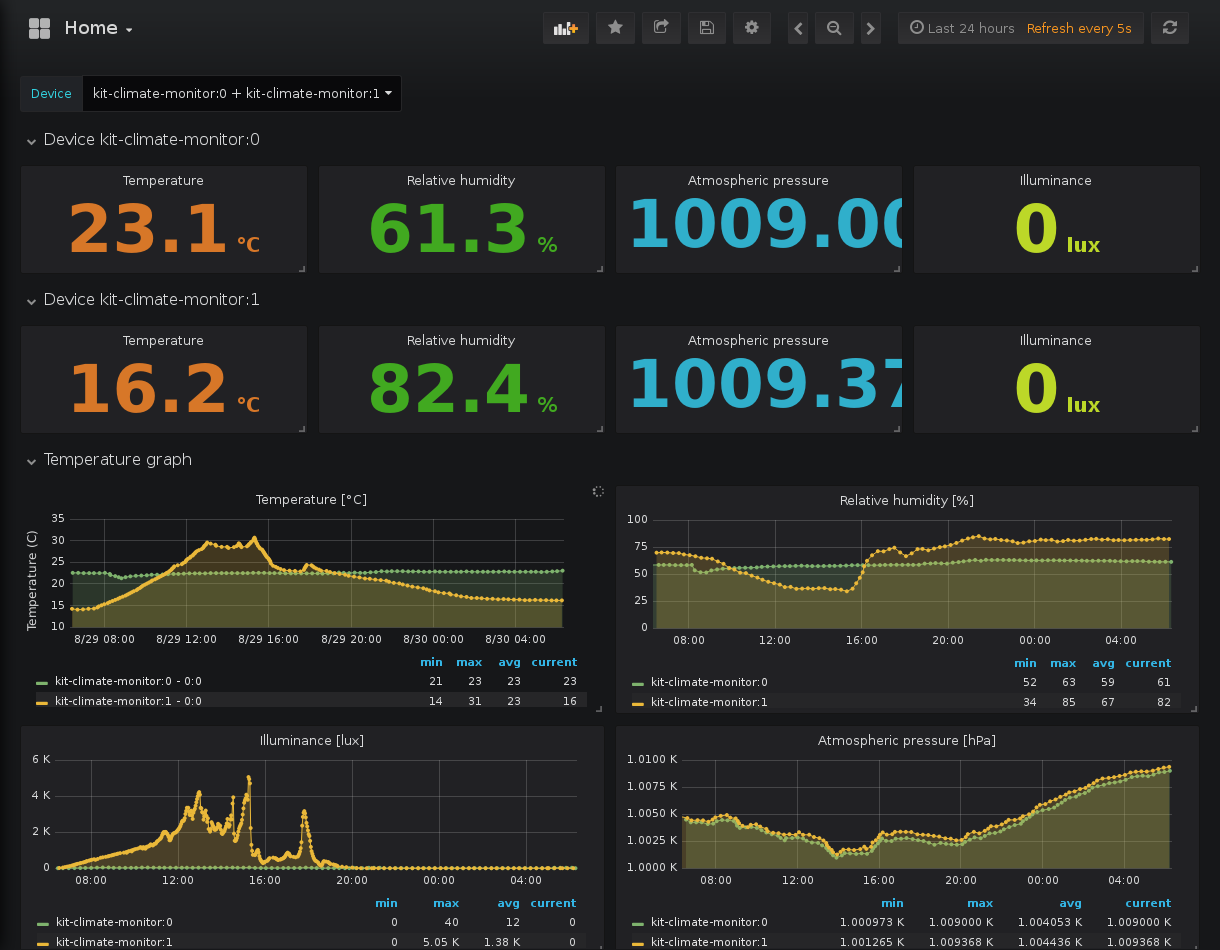 Home
Last 24 hours Refresh every 5s
Device kit-climate-monitor:0 + kit-climate-monitor:1
Device kit-climate-monitor:0
Temperature Relative humidity Atmospheric pressure Illuminance
23.1 °C 61.3 % 1009.00 0 lux
Device kit-climate-monitor:1
Temperature Relative humidity Atmospheric pressure Illuminance
16.2 °C 82.4 % 1009.37 0 lux
Temperature graph
Temperature [°C]
Temperature (C)
35
30
25
20
15
10
8/29 08:00 8/29 12:00 8/29 16:00 8/29 20:00 8/30 00:00 8/30 04:00
min max avg current
kit-climate-monitor:0 - 0:0 21 23 23 23
kit-climate-monitor:1 - 0:0 14 31 23 16
Relative humidity [%]
100
75
50
25
0
08:00 12:00 16:00 20:00 00:00 04:00
min max avg current
kit-climate-monitor:0 52 63 59 61
kit-climate-monitor:1 34 85 67 82
Illuminance [lux]
6 K
4 K
2 K
0
08:00 12:00 16:00 20:00 00:00 04:00
min max avg current
kit-climate-monitor:0 0 40 12 0
kit-climate-monitor:1 0 5.05 K 1.38 K 0
Atmospheric pressure [hPa]
1.0100 K
1.0075 K
1.0050 K
1.0025 K
1.0000 K
08:00 12:00 16:00 20:00 00:00 04:00
min max avg current
kit-climate-monitor:0 1.000973 K 1.009000 K 1.004053 K 1.009000 K
kit-climate-monitor:1 1.001265 K 1.009368 K 1.004436 K 1.009368 K